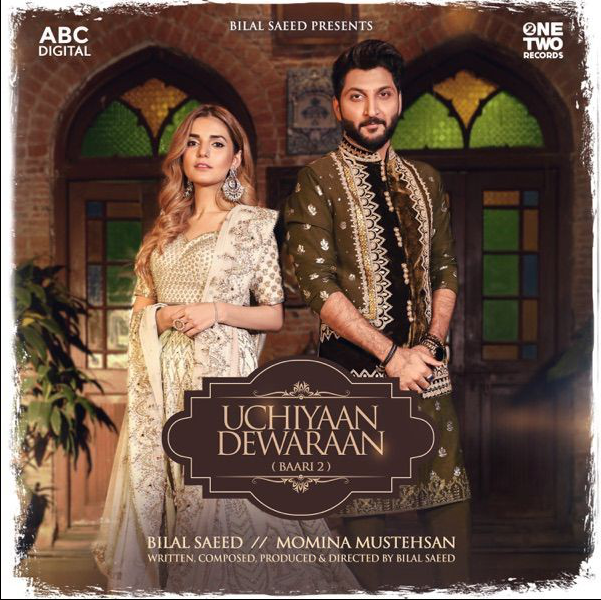 BILAL SAEED PRESENTS
ABC
DIGITAL
ONE
TWO
RECORDS
UCHIYAAN
DEWARAAN
( BAARI 2 )
BILAL SAEED // MOMINA MUSTEHSAN
WRITTEN, COMPOSED, PRODUCED & DIRECTED BY BILAL SAEED